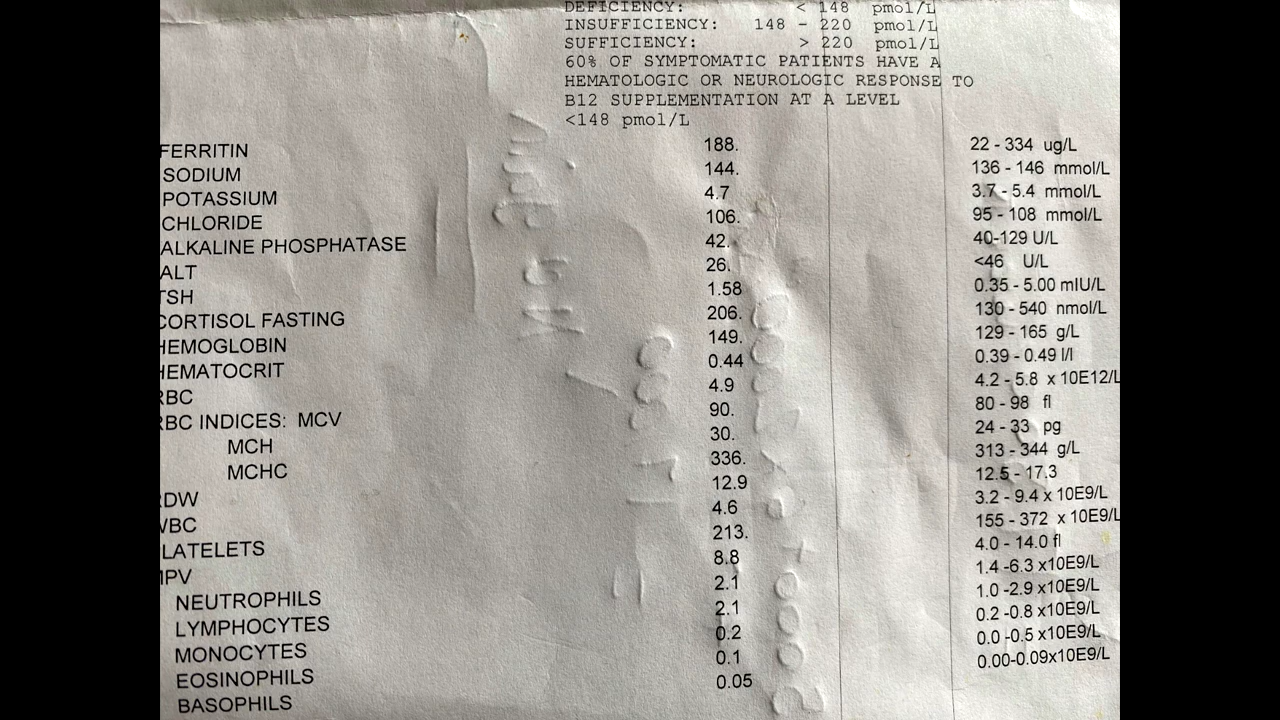 DEFICIENCY: < 148 pmol/L
INSUFFICIENCY: 148 - 220 pmol/L
SUFFICIENCY: > 220 pmol/L
60% OF SYMPTOMATIC PATIENTS HAVE A
HEMATOLOGIC OR NEUROLOGIC RESPONSE TO
B12 SUPPLEMENTATION AT A LEVEL
<148 pmol/L
FERRITIN 188. 22 - 334 ug/L
SODIUM 144. 136 - 146 mmol/L
POTASSIUM 4.7 3.7 - 5.4 mmol/L
CHLORIDE 106. 95 - 108 mmol/L
ALKALINE PHOSPHATASE 42. 40-129 U/L
ALT 26. <46 U/L
TSH 1.58 0.35 - 5.00 mIU/L
CORTISOL FASTING 206. 130 - 540 nmol/L
HEMOGLOBIN 149. 129 - 165 g/L
HEMATOCRIT 0.44 0.39 - 0.49 l/l
RBC 4.9 4.2 - 5.8 x 10E12/L
RBC INDICES: MCV 90. 80 - 98 fl
MCH 30. 24 - 33 pg
MCHC 336. 313 - 344 g/L
RDW 12.9 12.5 - 17.3
WBC 4.6 3.2 - 9.4 x 10E9/L
LATELETS 213. 155 - 372 x 10E9/L
MPV 8.8 4.0 - 14.0 fl
NEUTROPHILS 2.1 1.4 -6.3 x10E9/L
LYMPHOCYTES 2.1 1.0 -2.9 x10E9/L
MONOCYTES 0.2 0.2 -0.8 x10E9/L
EOSINOPHILS 0.1 0.0 -0.5 x10E9/L
BASOPHILS 0.05 0.00-0.09x10E9/L